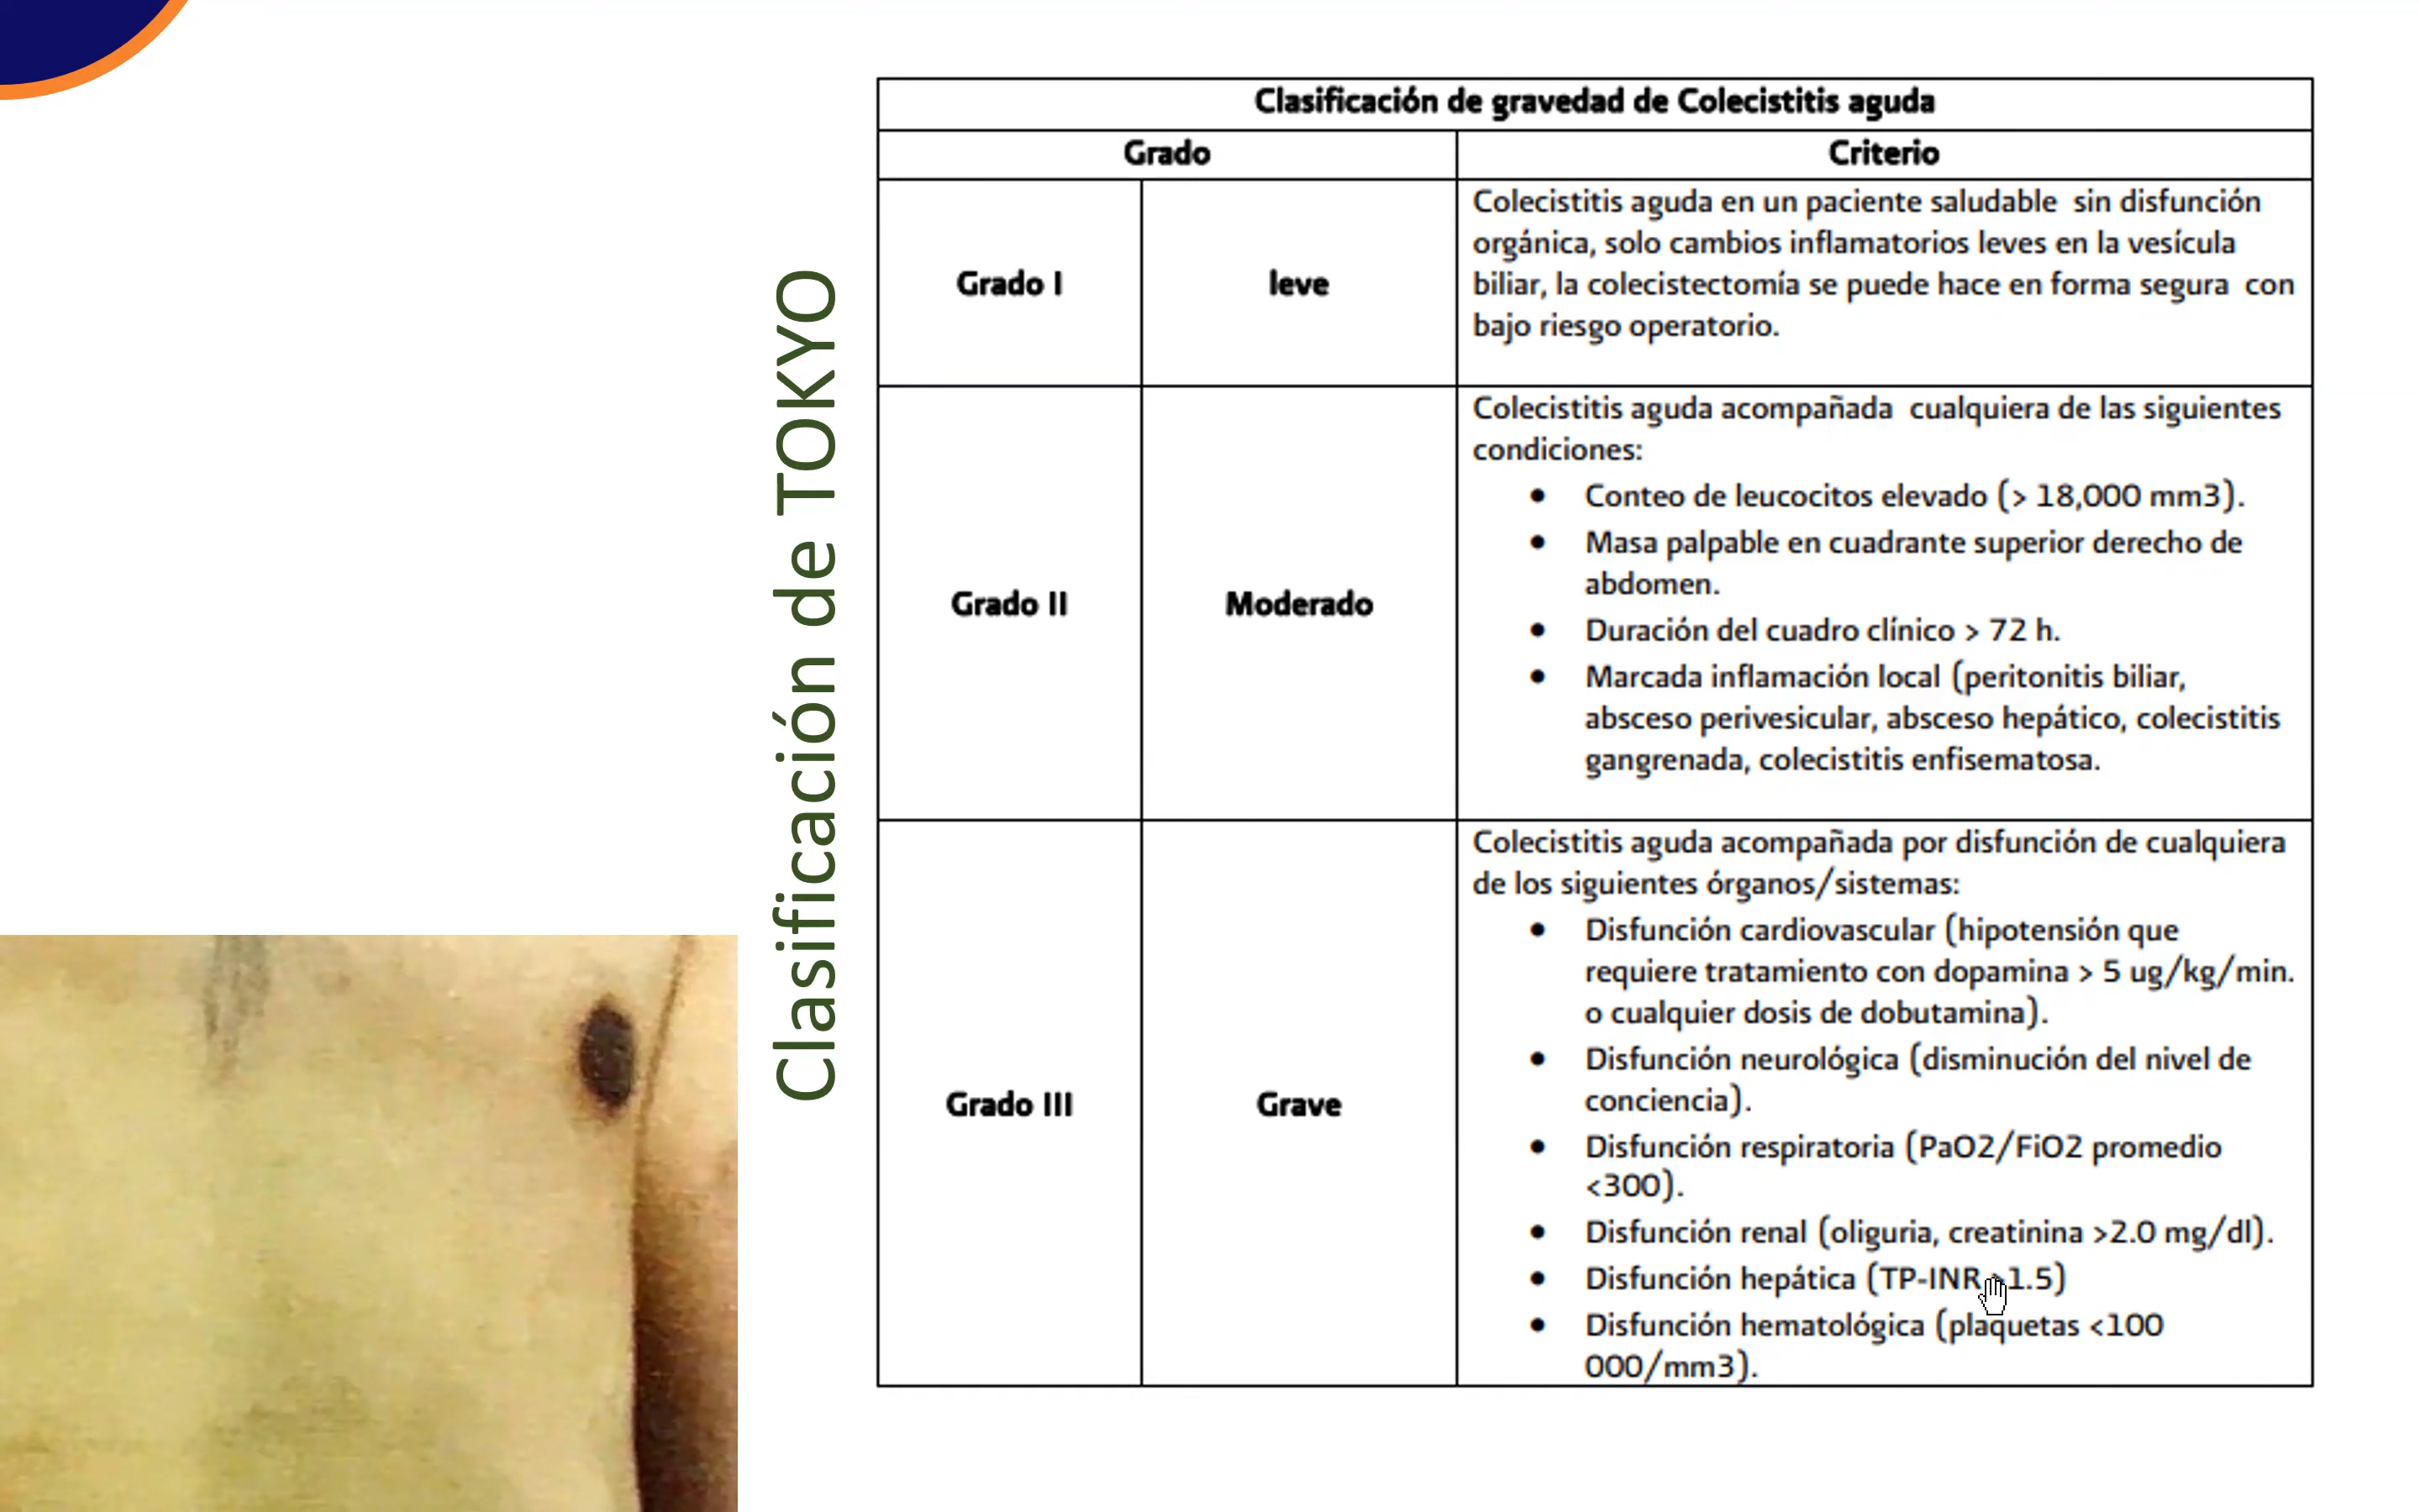 Clasificación de TOKYO
Clasificación de gravedad de Colecistitis aguda
Grado
Criterio
Grado I
leve
Colecistitis aguda en un paciente saludable sin disfunción
orgánica, solo cambios inflamatorios leves en la vesícula
biliar, la colecistectomía se puede hace en forma segura con
bajo riesgo operatorio.
Grado II
Moderado
Colecistitis aguda acompañada cualquiera de las siguientes
condiciones:
• Conteo de leucocitos elevado (> 18,000 mm3).
• Masa palpable en cuadrante superior derecho de
abdomen.
• Duración del cuadro clínico > 72 h.
• Marcada inflamación local (peritonitis biliar,
absceso perivesicular, absceso hepático, colecistitis
gangrenada, colecistitis enfisematosa.
Grado III
Grave
Colecistitis aguda acompañada por disfunción de cualquiera
de los siguientes órganos/sistemas:
• Disfunción cardiovascular (hipotensión que
requiere tratamiento con dopamina > 5 ug/kg/min.
o cualquier dosis de dobutamina).
• Disfunción neurológica (disminución del nivel de
conciencia).
• Disfunción respiratoria (PaO2/FiO2 promedio
<300).
• Disfunción renal (oliguria, creatinina >2.0 mg/dl).
• Disfunción hepática (TP-INR >1.5)
• Disfunción hematológica (plaquetas <100
000/mm3).